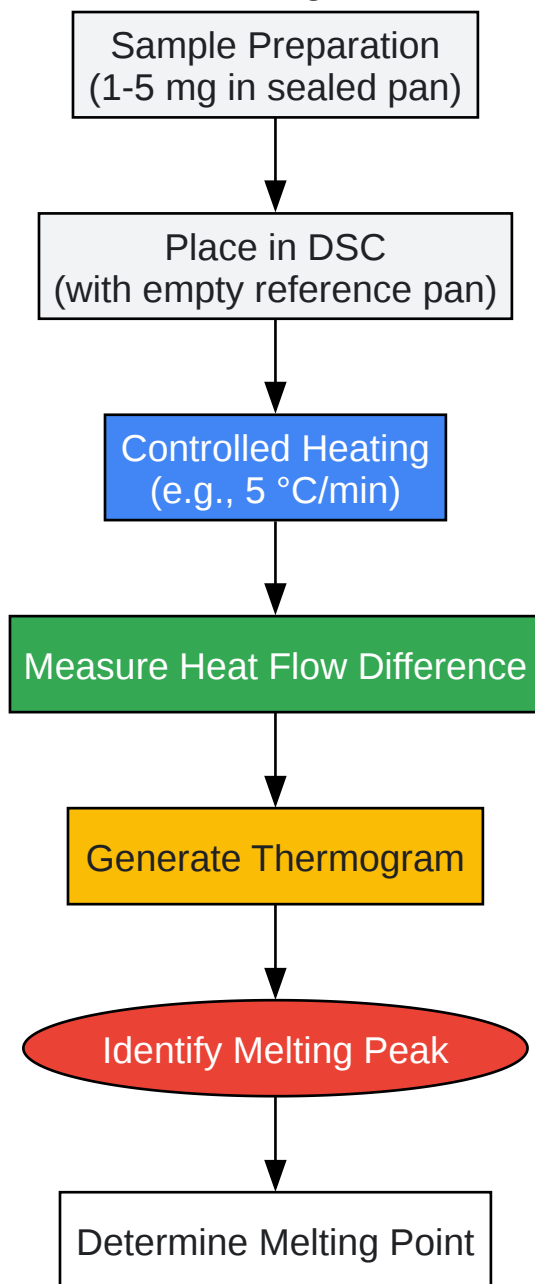 Sample Preparation
(1-5 mg in sealed pan)
Place in DSC
(with empty reference pan)
Controlled Heating
(e.g., 5 °C/min)
Measure Heat Flow Difference
Generate Thermogram
Identify Melting Peak
Determine Melting Point